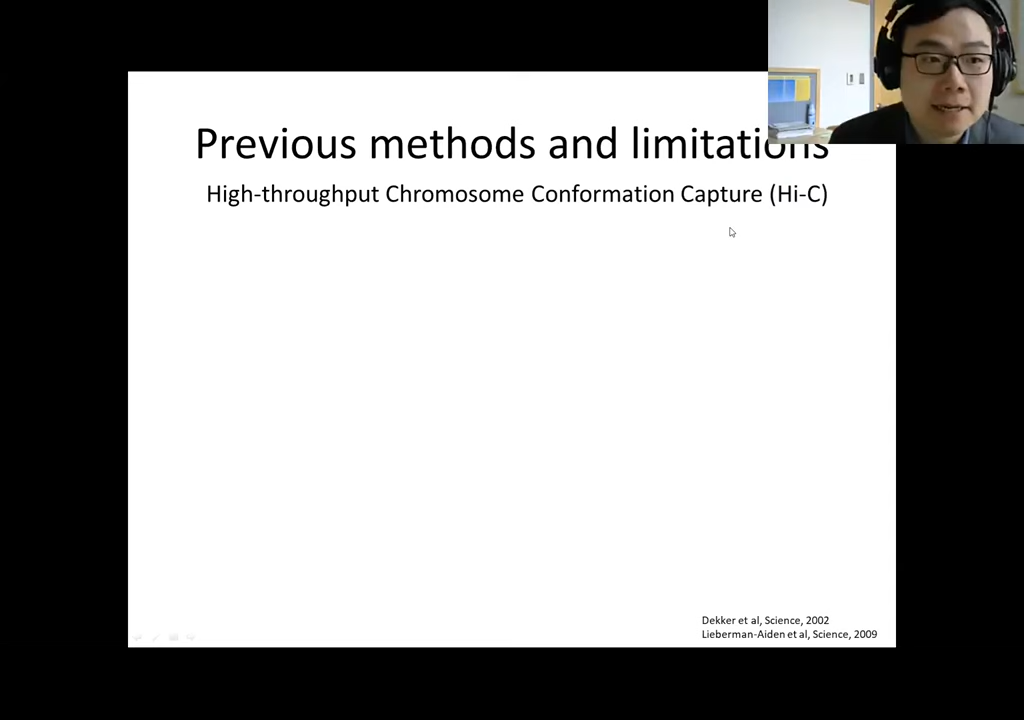 Previous methods and limitations
High-throughput Chromosome Conformation Capture (Hi-C)
Dekker et al, Science, 2002
Lieberman-Aiden et al, Science, 2009